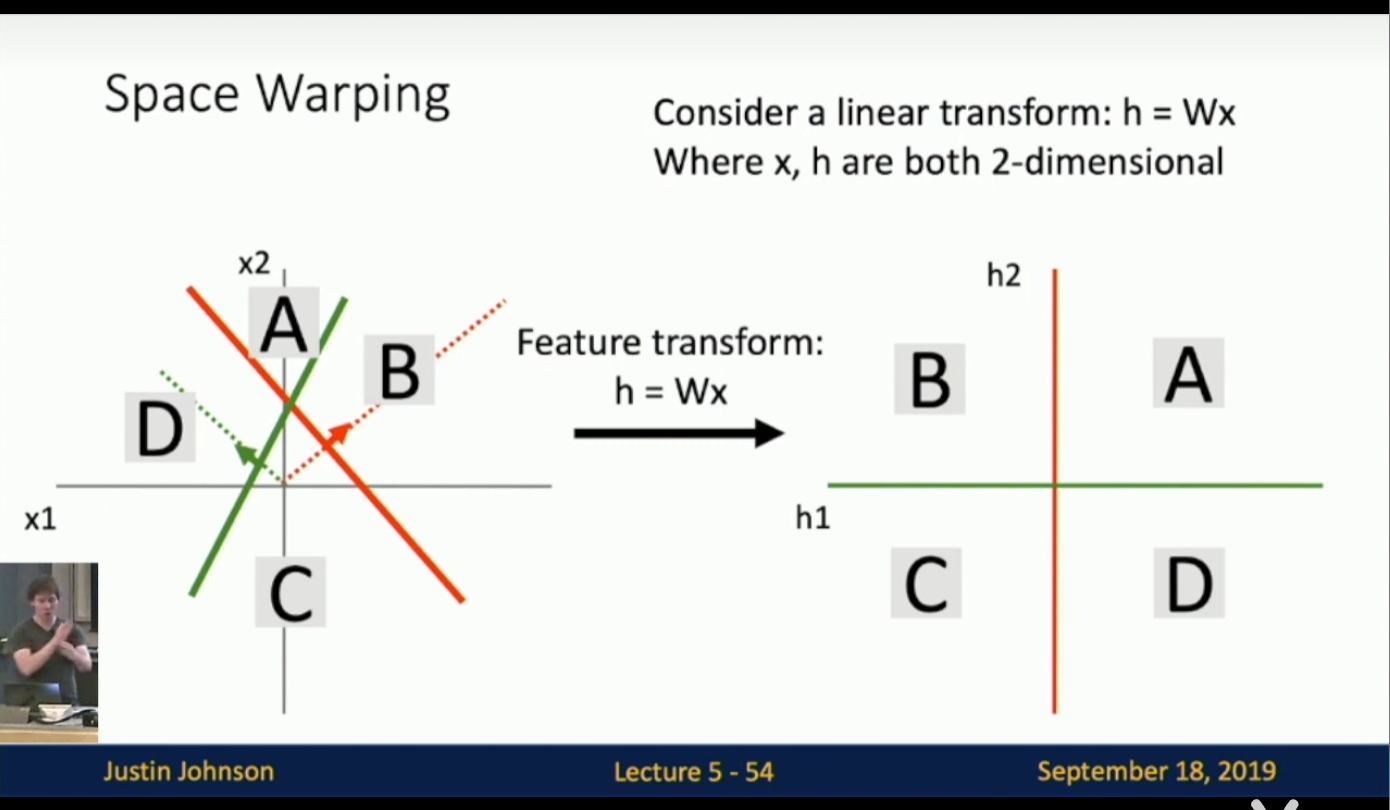 Space Warping
Consider a linear transform: h = Wx
Where x, h are both 2-dimensional
x2
A
B
D
C
x1
Feature transform:
h = Wx
h2
B
A
h1
C
D
Justin Johnson
Lecture 5 - 54
September 18, 2019